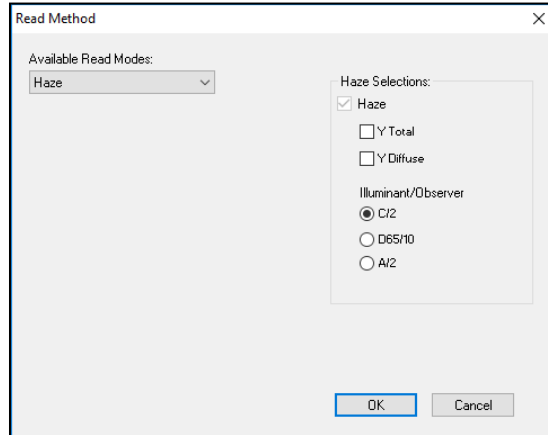 Read Method
Available Read Modes:
Haze
Haze Selections:
Haze
Y Total
Y Diffuse
Illuminant/Observer
C/2
D65/10
A/2
OK
Cancel